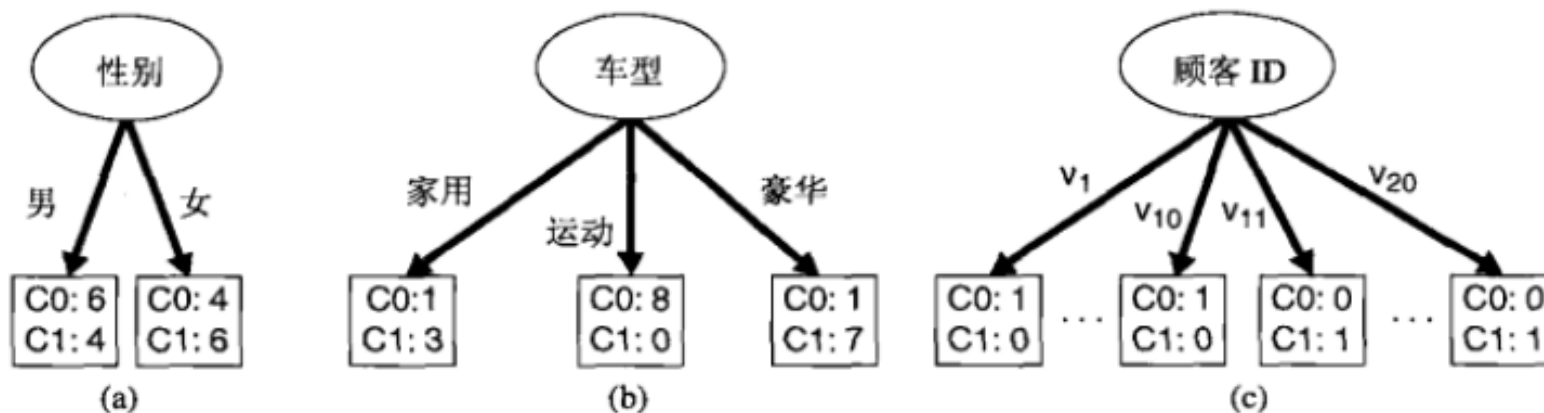 性别
男
女
C0: 6
C1: 4
C0: 4
C1: 6
(a)
车型
家用
运动
豪华
C0: 1
C1: 3
C0: 8
C1: 0
C0: 1
C1: 7
(b)
顾客 ID
v1
v10
v11
v20
C0: 1
C1: 0
...
C0: 1
C1: 0
C0: 0
C1: 1
...
C0: 0
C1: 1
(c)